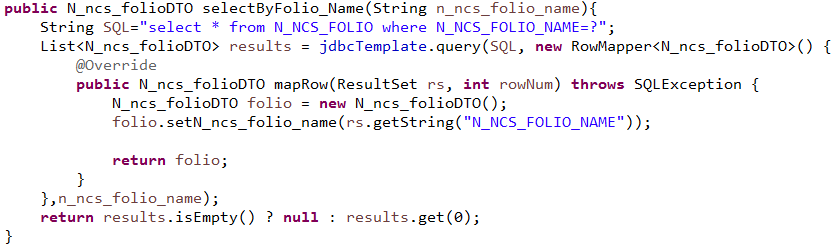 public N_ncs_folioDTO selectByFolio_Name(String n_ncs_folio_name){
    String SQL="select * from N_NCS_FOLIO where N_NCS_FOLIO_NAME=?";
    List<N_ncs_folioDTO> results = jdbcTemplate.query(SQL, new RowMapper<N_ncs_folioDTO>() {
        @Override
        public N_ncs_folioDTO mapRow(ResultSet rs, int rowNum) throws SQLException {
            N_ncs_folioDTO folio = new N_ncs_folioDTO();
            folio.setN_ncs_folio_name(rs.getString("N_NCS_FOLIO_NAME"));

            return folio;
        }
    },n_ncs_folio_name);
    return results.isEmpty() ? null : results.get(0);
}